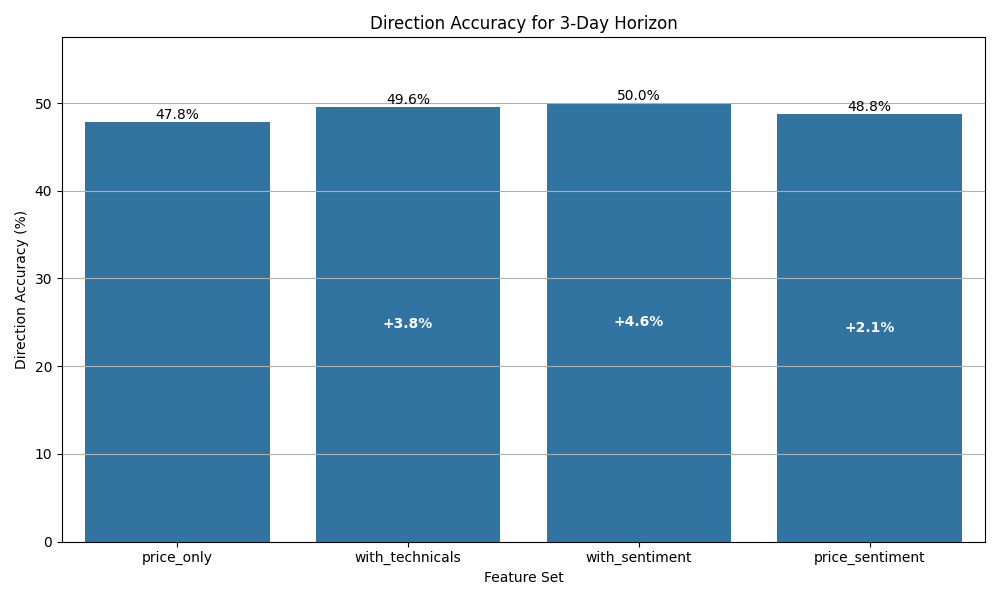 Direction Accuracy for 3-Day Horizon
Direction Accuracy (%)
50
40
30
20
10
0
47.8%
49.6%
50.0%
48.8%
+3.8%
+4.6%
+2.1%
price_only
with_technicals
with_sentiment
price_sentiment
Feature Set